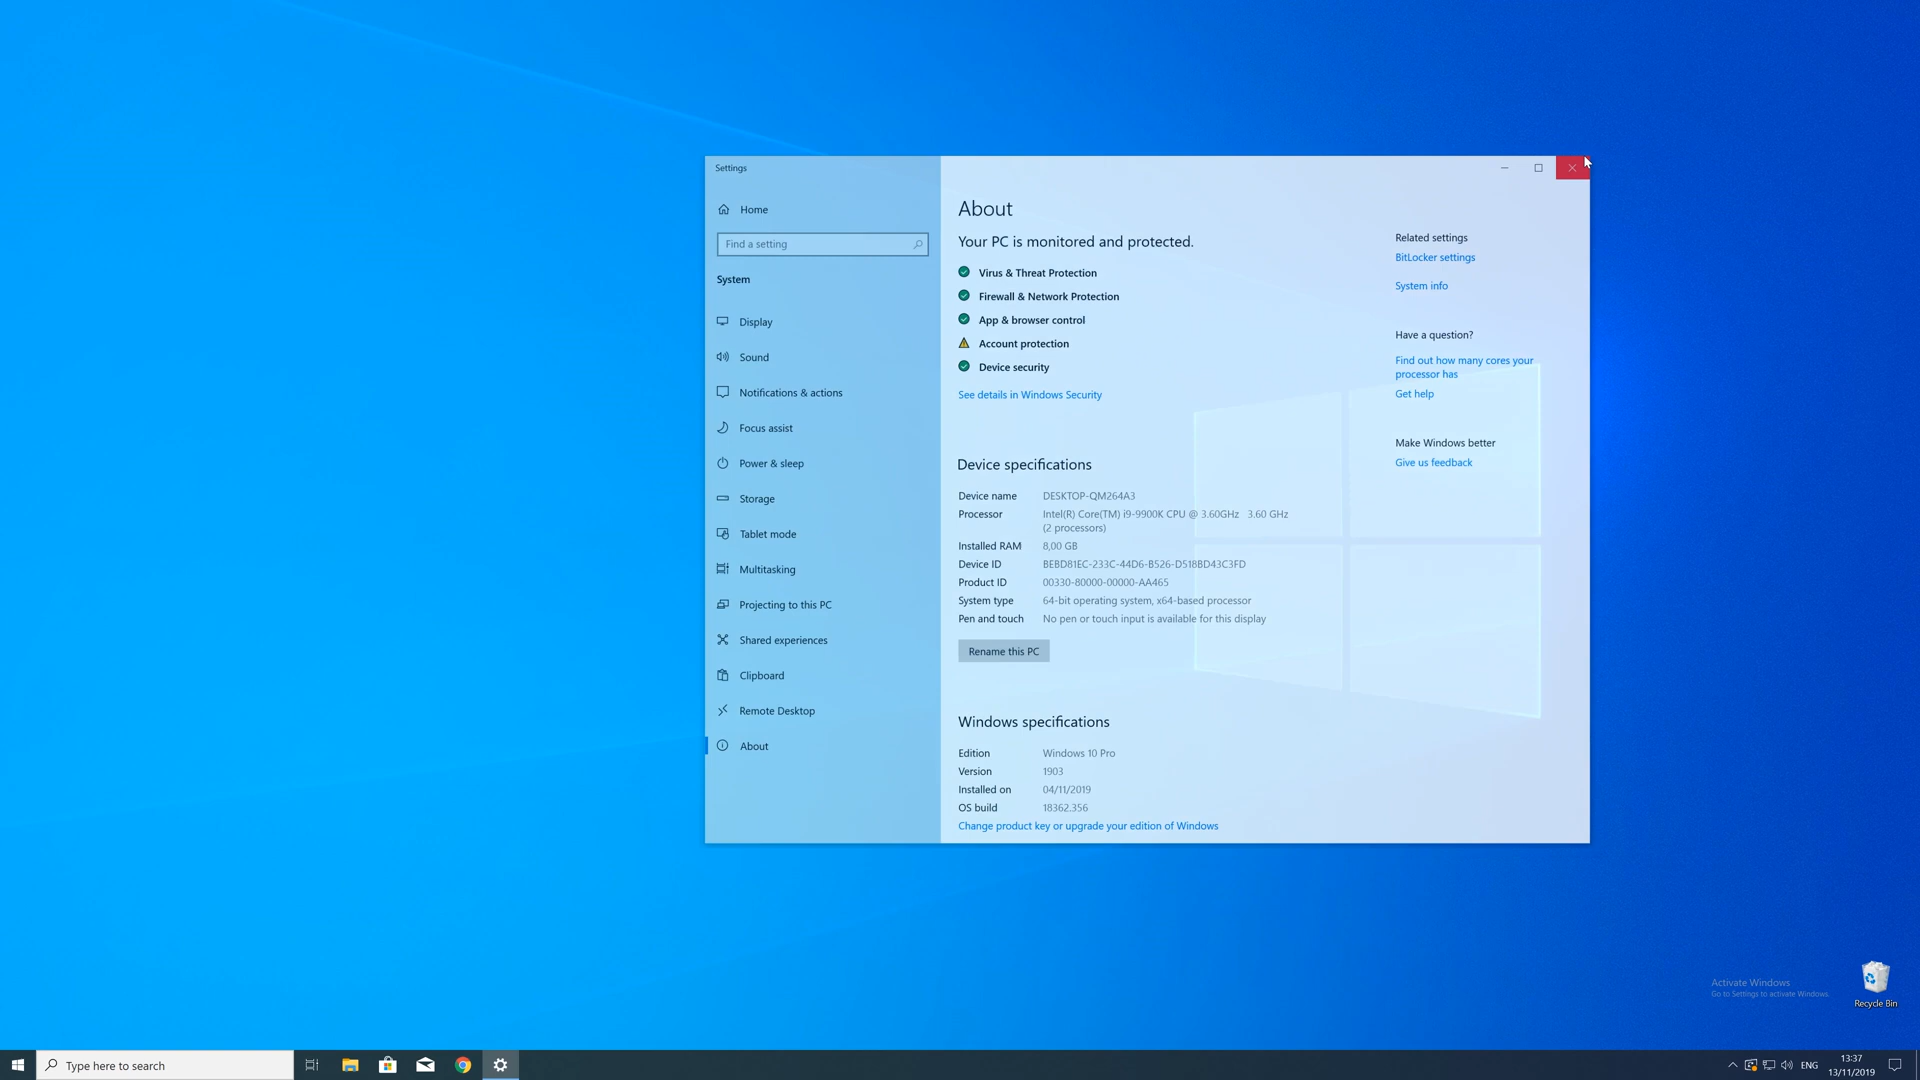 Settings
Home
Find a setting
System
Display
Sound
Notifications & actions
Focus assist
Power & sleep
Storage
Tablet mode
Multitasking
Projecting to this PC
Shared experiences
Clipboard
Remote Desktop
About
About
Your PC is monitored and protected.
Virus & Threat Protection
Firewall & Network Protection
App & browser control
Account protection
Device security
See details in Windows Security
Device specifications
Device name DESKTOP-QM264A3
Processor Intel(R) Core(TM) i9-9900K CPU @ 3.60GHz 3.60 GHz
(2 processors)
Installed RAM 8,00 GB
Device ID BEBD81EC-233C-44D6-B526-D518BD43C3FD
Product ID 00330-80000-00000-AA465
System type 64-bit operating system, x64-based processor
Pen and touch No pen or touch input is available for this display
Rename this PC
Windows specifications
Edition Windows 10 Pro
Version 1903
Installed on 04/11/2019
OS build 18362.356
Change product key or upgrade your edition of Windows
Related settings
BitLocker settings
System info
Have a question?
Find out how many cores your
processor has
Get help
Make Windows better
Give us feedback
Activate Windows
Go to Settings to activate Windows.
Recycle Bin
Type here to search
ENG
13:37
13/11/2019